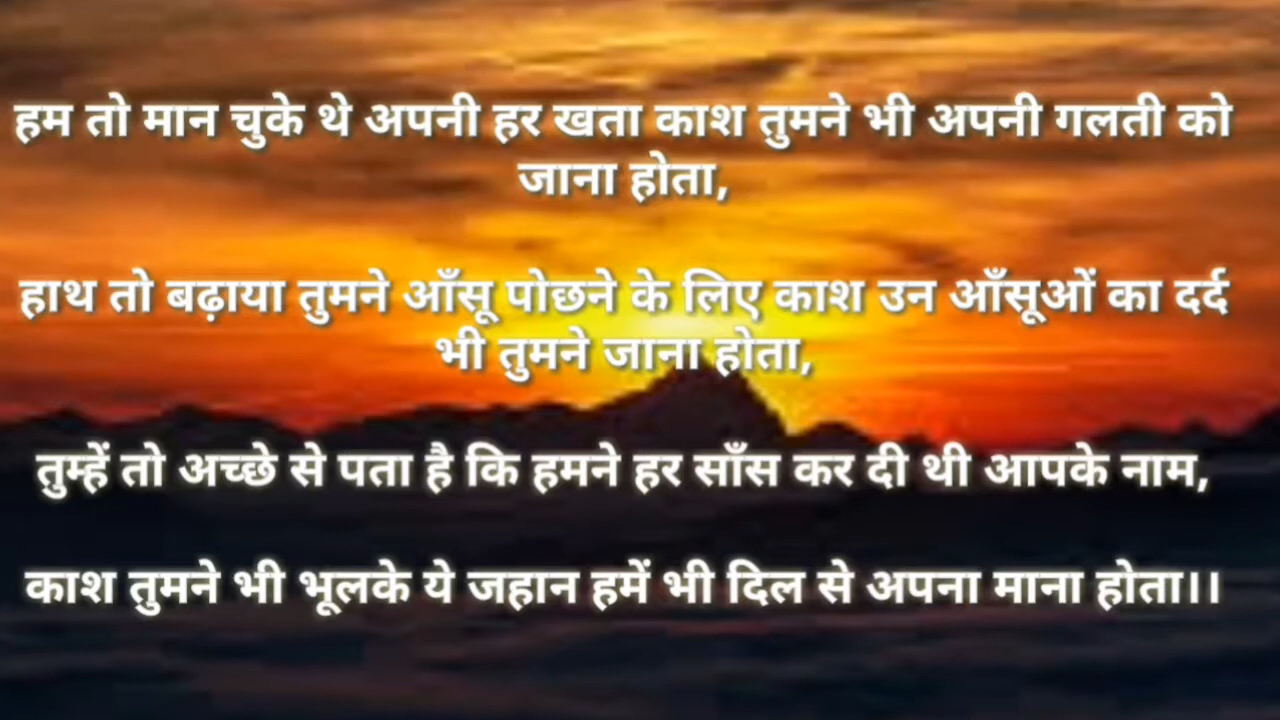 हम तो मान चुके थे अपनी हर खता काश तुमने भी अपनी गलती को
जाना होता,
हाथ तो बढ़ाया तुमने आँसू पोछने के लिए काश उन आँसूओं का दर्द
भी तुमने जाना होता,
तुम्हें तो अच्छे से पता है कि हमने हर साँस कर दी थी आपके नाम,
काश तुमने भी भूलके ये जहान हमें भी दिल से अपना माना होता।।